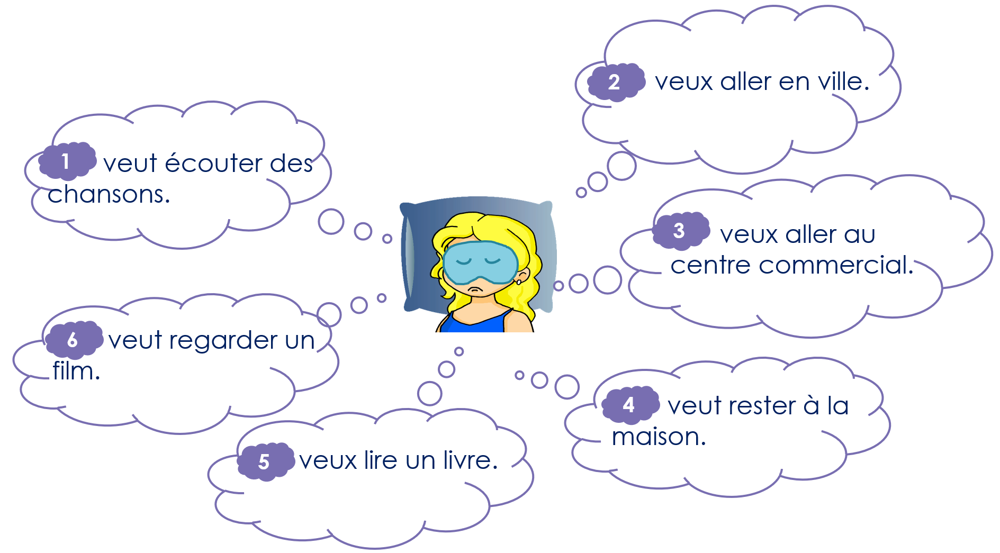 1 veut écouter des
chansons.
2 veux aller en ville.
3 veux aller au
centre commercial.
4 veut rester à la
maison.
5 veux lire un livre.
6 veut regarder un
film.